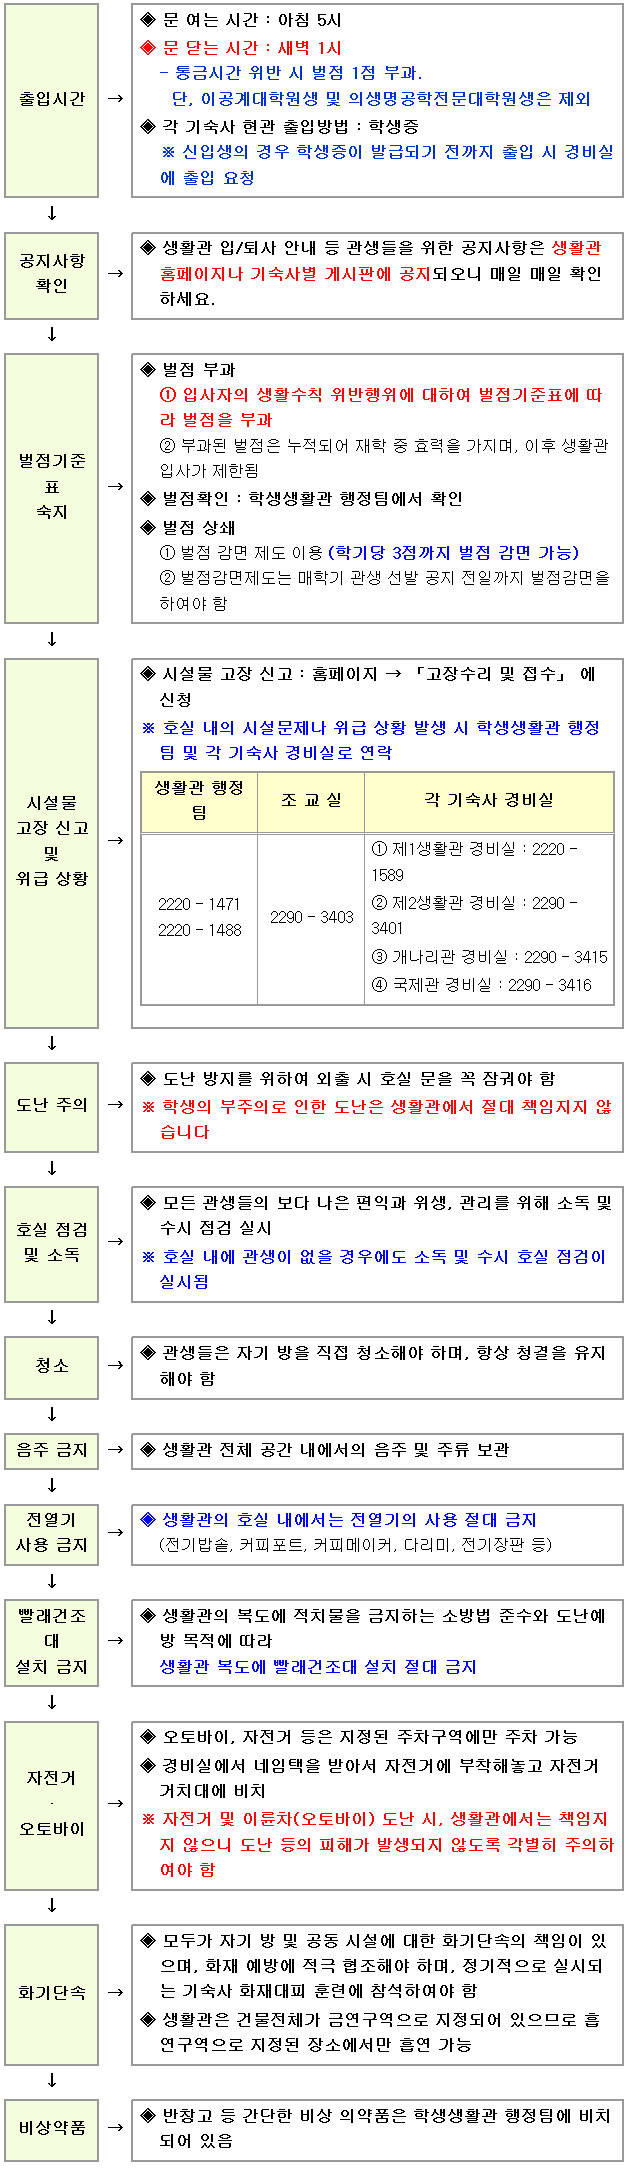 출입시간
→
◈ 문 여는 시간 : 아침 5시
◈ 문 닫는 시간 : 새벽 1시
- 통금시간 위반 시 벌점 1점 부과.
단, 이공계대학원생 및 의생명공학전문대학원생은 제외
◈ 각 기숙사 현관 출입방법 : 학생증
※ 신입생의 경우 학생증이 발급되기 전까지 출입 시 경비실
에 출입 요청
↓
공지사항
확인
→
◈ 생활관 입/퇴사 안내 등 관생들을 위한 공지사항은 생활관
홈페이지나 기숙사별 게시판에 공지되오니 매일 매일 확인
하세요.
↓
벌점기준
표
숙지
→
◈ 벌점 부과
① 입사자의 생활수칙 위반행위에 대하여 벌점기준표에 따
라 벌점을 부과
② 부과된 벌점은 누적되어 재학 중 효력을 가지며, 이후 생활관
입사가 제한됨
◈ 벌점확인 : 학생생활관 행정팀에서 확인
◈ 벌점 상쇄
① 벌점 감면 제도 이용 (학기당 3점까지 벌점 감면 가능)
② 벌점감면제도는 매학기 관생 선발 공지 전일까지 벌점감면을
하여야 함
↓
시설물
고장 신고
및
위급 상황
→
◈ 시설물 고장 신고 : 홈페이지 → 「고장수리 및 접수」 에
신청
※ 호실 내의 시설문제나 위급 상황 발생 시 학생생활관 행정
팀 및 각 기숙사 경비실로 연락
생활관 행정
팀
조 교 실
각 기숙사 경비실
2220 - 1471
2220 - 1488
2290 - 3403
① 제1생활관 경비실 : 2220 -
1589
② 제2생활관 경비실 : 2290 -
3401
③ 개나리관 경비실 : 2290 - 3415
④ 국제관 경비실 : 2290 - 3416
↓
도난 주의
→
◈ 도난 방지를 위하여 외출 시 호실 문을 꼭 잠궈야 함
※ 학생의 부주의로 인한 도난은 생활관에서 절대 책임지지 않
습니다
↓
호실 점검
및 소독
→
◈ 모든 관생들의 보다 나은 편익과 위생, 관리를 위해 소독 및
수시 점검 실시
※ 호실 내에 관생이 없을 경우에도 소독 및 수시 호실 점검이
실시됨
↓
청소
→
◈ 관생들은 자기 방을 직접 청소해야 하며, 항상 청결을 유지
해야 함
↓
음주 금지
→
◈ 생활관 전체 공간 내에서의 음주 및 주류 보관
↓
전열기
사용 금지
→
◈ 생활관의 호실 내에서는 전열기의 사용 절대 금지
(전기밥솥, 커피포트, 커피메이커, 다리미, 전기장판 등)
↓
빨래건조
대
설치 금지
→
◈ 생활관의 복도에 적치물을 금지하는 소방법 준수와 도난예
방 목적에 따라
생활관 복도에 빨래건조대 설치 절대 금지
↓
자전거
·
오토바이
→
◈ 오토바이, 자전거 등은 지정된 주차구역에만 주차 가능
◈ 경비실에서 네임택을 받아서 자전거에 부착해놓고 자전거
거치대에 비치
※ 자전거 및 이륜차(오토바이) 도난 시, 생활관에서는 책임지
지 않으니 도난 등의 피해가 발생되지 않도록 각별히 주의하
여야 함
↓
화기단속
→
◈ 모두가 자기 방 및 공동 시설에 대한 화기단속의 책임이 있
으며, 화재 예방에 적극 협조해야 하며, 정기적으로 실시되
는 기숙사 화재대피 훈련에 참석하여야 함
◈ 생활관은 건물전체가 금연구역으로 지정되어 있으므로 흡
연구역으로 지정된 장소에서만 흡연 가능
↓
비상약품
→
◈ 반창고 등 간단한 비상 의약품은 학생생활관 행정팀에 비치
되어 있음